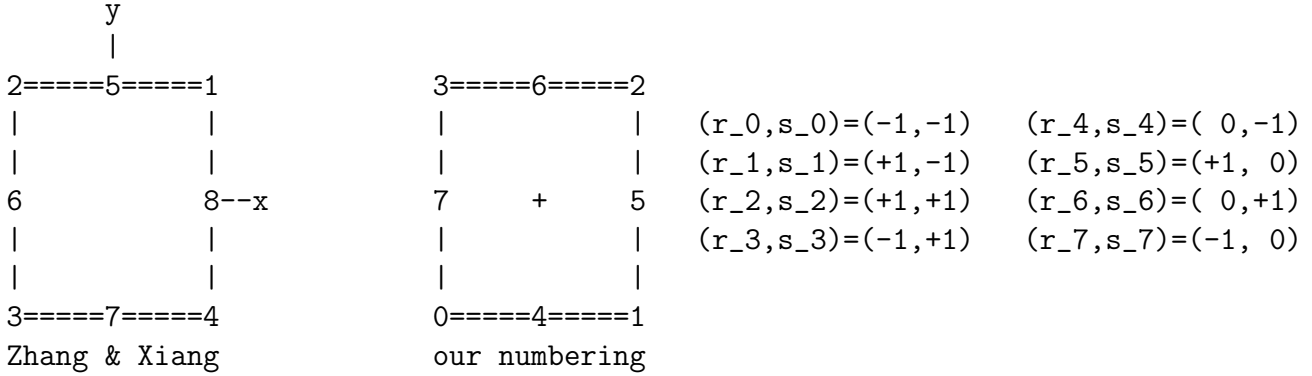 y
      |
2=====5=====1             3=====6=====2
|           |             |           |   (r_0,s_0)=(-1,-1)   (r_4,s_4)=( 0,-1)
|           |             |           |   (r_1,s_1)=(+1,-1)   (r_5,s_5)=(+1, 0)
6           8--x          7     +     5   (r_2,s_2)=(+1,+1)   (r_6,s_6)=( 0,+1)
|           |             |           |   (r_3,s_3)=(-1,+1)   (r_7,s_7)=(-1, 0)
|           |             |           |
3=====7=====4             0=====4=====1
Zhang & Xiang             our numbering